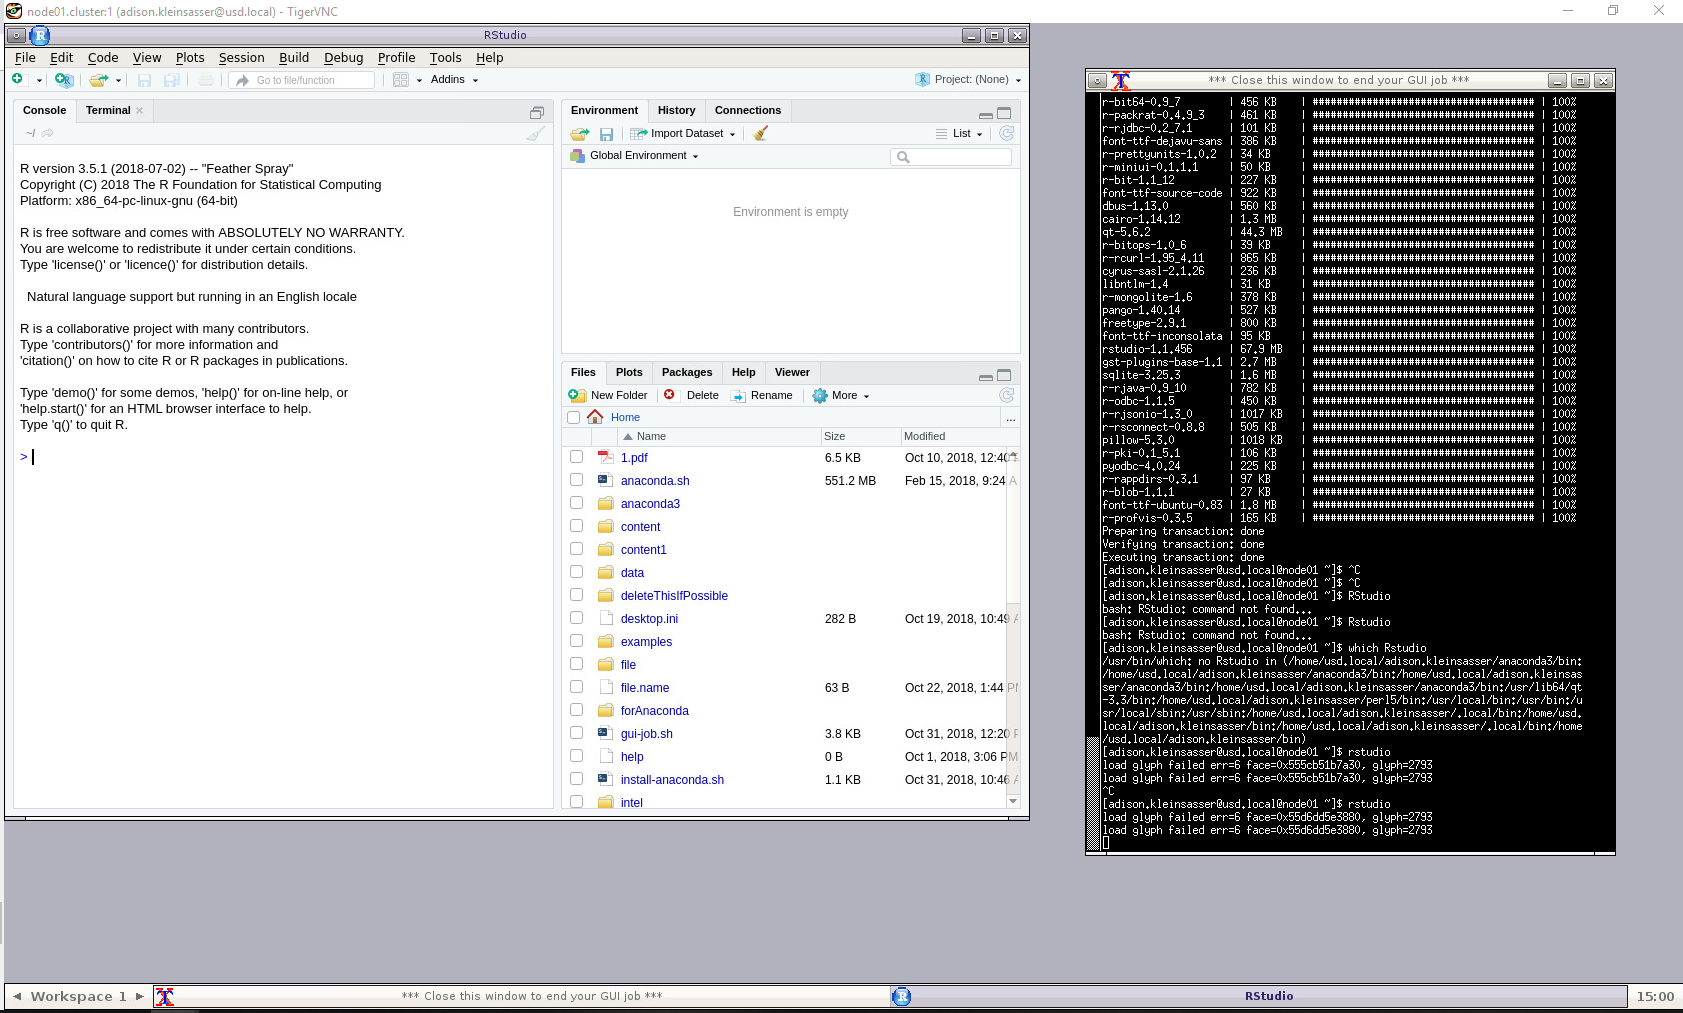 node01.cluster:1 (adison.kleinsasser@usd.local) - TigerVNC
RStudio
File Edit Code View Plots Session Build Debug Profile Tools Help
Go to file/function Addins Project: (None)
Console Terminal
~/
R version 3.5.1 (2018-07-02) -- "Feather Spray"
Copyright (C) 2018 The R Foundation for Statistical Computing
Platform: x86_64-pc-linux-gnu (64-bit)
R is free software and comes with ABSOLUTELY NO WARRANTY.
You are welcome to redistribute it under certain conditions.
Type 'license()' or 'licence()' for distribution details.
Natural language support but running in an English locale
R is a collaborative project with many contributors.
Type 'contributors()' for more information and
'citation()' on how to cite R or R packages in publications.
Type 'demo()' for some demos, 'help()' for on-line help, or
'help.start()' for an HTML browser interface to help.
Type 'q()' to quit R.
>
Environment History Connections
Import Dataset List
Global Environment
Environment is empty
Files Plots Packages Help Viewer
New Folder Delete Rename More
Home ...
Name Size Modified
1.pdf 6.5 KB Oct 10, 2018, 12:40
anaconda.sh 551.2 MB Feb 15, 2018, 9:24 A
anaconda3
content
content1
data
deleteThisIfPossible
desktop.ini 282 B Oct 19, 2018, 10:49 A
examples
file
file.name 63 B Oct 22, 2018, 1:44 PM
forAnaconda
gui-job.sh 3.8 KB Oct 31, 2018, 12:20 P
help 0 B Oct 1, 2018, 3:06 PM
install-anaconda.sh 1.1 KB Oct 31, 2018, 10:46 A
intel
*** Close this window to end your GUI job ***
r-bit64-0.9_7 | 456 KB | ##################################### | 100%
r-packrat-0.4.9_3 | 461 KB | ##################################### | 100%
r-rjdbc-0.2_7.1 | 101 KB | ##################################### | 100%
font-ttf-dejavu-sans | 386 KB | ##################################### | 100%
r-prettyunits-1.0.2 | 34 KB | ##################################### | 100%
r-miniui-0.1.1.1 | 50 KB | ##################################### | 100%
r-bit-1.1_12 | 227 KB | ##################################### | 100%
font-ttf-source-code | 922 KB | ##################################### | 100%
dbus-1.13.0 | 560 KB | ##################################### | 100%
cairo-1.14.12 | 1.3 MB | ##################################### | 100%
qt-5.6.2 | 44.3 MB | ##################################### | 100%
r-bitops-1.0_6 | 39 KB | ##################################### | 100%
r-rcurl-1.95_4.11 | 865 KB | ##################################### | 100%
cyrus-sasl-2.1.26 | 236 KB | ##################################### | 100%
libntlm-1.4 | 31 KB | ##################################### | 100%
r-mongolite-1.6 | 378 KB | ##################################### | 100%
pango-1.40.14 | 527 KB | ##################################### | 100%
freetype-2.9.1 | 800 KB | ##################################### | 100%
font-ttf-inconsolata | 95 KB | ##################################### | 100%
rstudio-1.1.456 | 67.9 MB | ##################################### | 100%
gst-plugins-base-1.1 | 2.7 MB | ##################################### | 100%
sqlite-3.25.3 | 1.6 MB | ##################################### | 100%
r-rjava-0.9_10 | 782 KB | ##################################### | 100%
r-odbc-1.1.5 | 450 KB | ##################################### | 100%
r-rjsonio-1.3_0 | 1017 KB | ##################################### | 100%
r-rsconnect-0.8.8 | 505 KB | ##################################### | 100%
pillow-5.3.0 | 1018 KB | ##################################### | 100%
r-pki-0.1_5.1 | 106 KB | ##################################### | 100%
pyodbc-4.0.24 | 225 KB | ##################################### | 100%
r-rappdirs-0.3.1 | 97 KB | ##################################### | 100%
r-blob-1.1.1 | 27 KB | ##################################### | 100%
font-ttf-ubuntu-0.83 | 1.8 MB | ##################################### | 100%
r-profvis-0.3.5 | 165 KB | ##################################### | 100%
Preparing transaction: done
Verifying transaction: done
Executing transaction: done
[adison.kleinsasser@usd.local@node01 ~]$ ^C
[adison.kleinsasser@usd.local@node01 ~]$ ^C
[adison.kleinsasser@usd.local@node01 ~]$ RStudio
bash: RStudio: command not found...
[adison.kleinsasser@usd.local@node01 ~]$ Rstudio
bash: Rstudio: command not found...
[adison.kleinsasser@usd.local@node01 ~]$ which Rstudio
/usr/bin/which: no Rstudio in (/home/usd.local/adison.kleinsasser/anaconda3/bin:
/home/usd.local/adison.kleinsasser/anaconda3/bin:/home/usd.local/adison.kleinsas
ser/anaconda3/bin:/home/usd.local/adison.kleinsasser/anaconda3/bin:/usr/lib64/qt
-3.3/bin:/home/usd.local/adison.kleinsasser/perl5/bin:/usr/local/bin:/usr/bin:/u
sr/local/sbin:/usr/sbin:/home/usd.local/adison.kleinsasser/.local/bin:/home/usd.
local/adison.kleinsasser/bin:/home/usd.local/adison.kleinsasser/.local/bin:/home
/usd.local/adison.kleinsasser/bin)
[adison.kleinsasser@usd.local@node01 ~]$ rstudio
load glyph failed err=6 face=0x555cb51b7a30, glyph=2793
load glyph failed err=6 face=0x555cb51b7a30, glyph=2793
^C
[adison.kleinsasser@usd.local@node01 ~]$ rstudio
load glyph failed err=6 face=0x55d6dd5e3880, glyph=2793
load glyph failed err=6 face=0x55d6dd5e3880, glyph=2793
Workspace 1 *** Close this window to end your GUI job *** RStudio 15:00